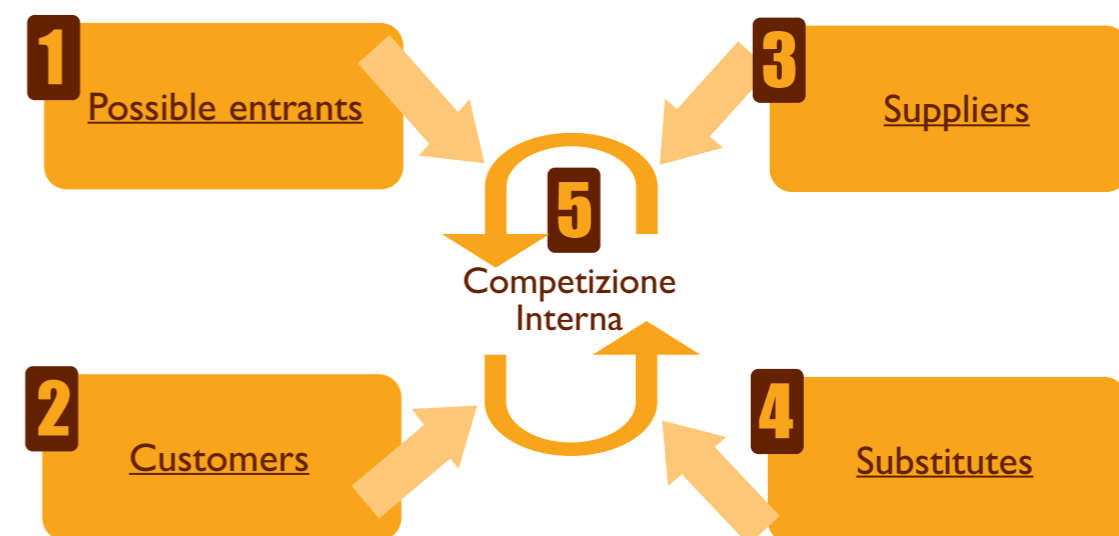 1
Possible entrants
3
Suppliers
5
Competizione
Interna
2
Customers
4
Substitutes